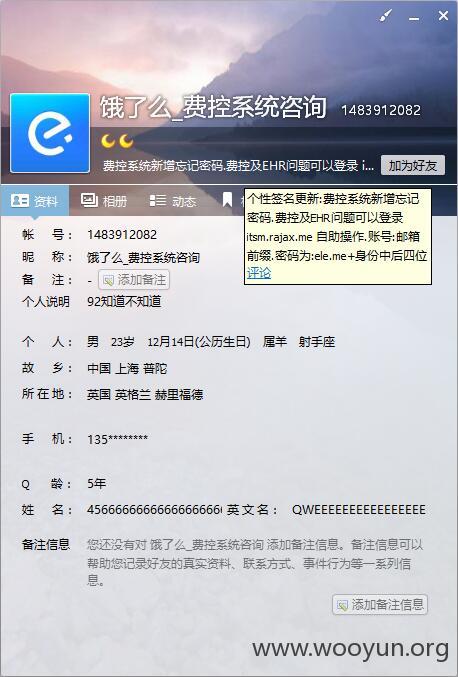 饿了么_费控系统咨询 1483912082
费控系统新增忘记密码.费控及EHR问题可以登录 i... 加为好友
资料 相册 动态
个性签名更新:费控系统新增忘记
密码.费控及EHR问题可以登录
itsm.rajax.me 自助操作.账号:邮箱
前缀.密码为:ele.me+身份中后四位
评论
帐 号: 1483912082
昵 称: 饿了么_费控系统咨询
备 注: - 添加备注
个人说明 92知道不知道
个 人: 男 23岁 12月14日(公历生日) 属羊 射手座
故 乡: 中国 上海 普陀
所在地: 英国 英格兰 赫里福德
手 机: 135********
Q 龄: 5年
姓 名: 英文名: QWEEEEEEEEEEEEEEEE
备注信息 您还没有对 饿了么_费控系统咨询 添加备注信息。备注信息可以
帮助您记录好友的真实资料、联系方式、事件行为等一系列信
息。
添加备注信息
www.wooyun.org